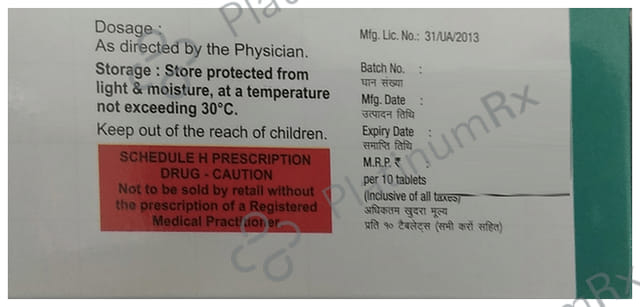 Dosage :
As directed by the Physician.
Storage : Store protected from
light & moisture, at a temperature
not exceeding 30°C.
Keep out of the reach of children.
SCHEDULE H PRESCRIPTION
DRUG - CAUTION
Not to be sold by retail without
the prescription of a Registered
Medical Practitioner
Mfg. Lic. No.: 31/UA/2013
Batch No. :
घान संख्या
Mfg. Date :
उत्पादन तिथि
Expiry Date :
समाप्ति तिथि
M.R.P. ₹ :
per 10 tablets
(Inclusive of all taxes)
अधिकतम खुदरा मूल्य
प्रति १० टैबलेट्स (सभी करों सहित)
PlatinumRx
PlatinumRx